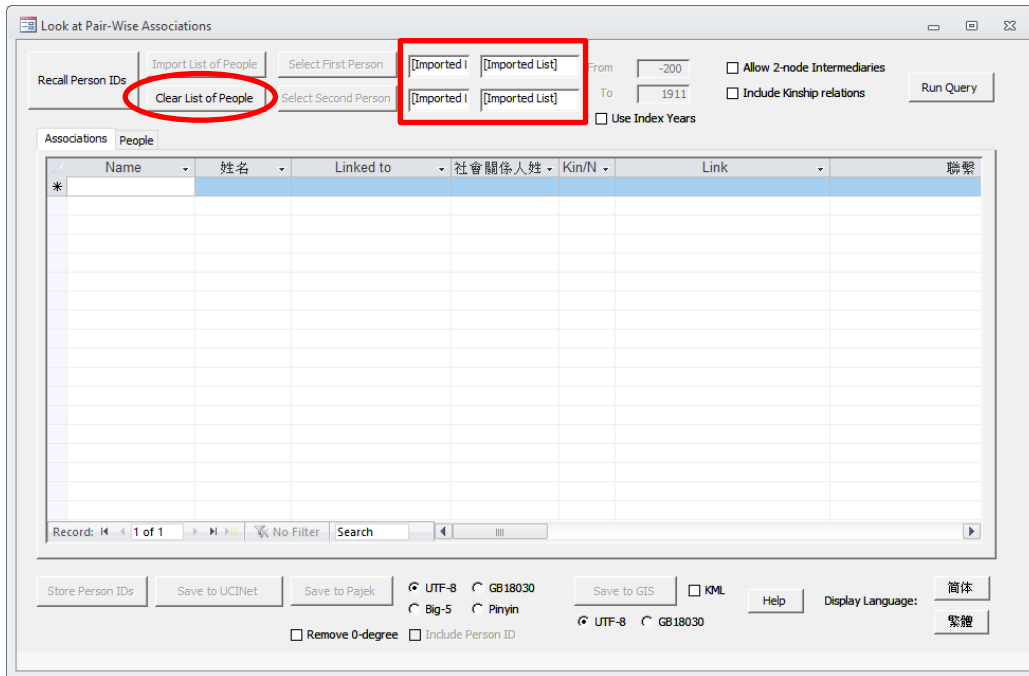 Look at Pair-Wise Associations
Recall Person IDs
Import List of People
Select First Person
[Imported I
[Imported List]
From
-200
Allow 2-node Intermediaries
Clear List of People
Select Second Person
[Imported I
[Imported List]
To
1911
Include Kinship relations
Run Query
Use Index Years
Associations
People
Name
姓名
Linked to
社會關係人姓
Kin/N
Link
聯繫
Record:
1 of 1
No Filter
Search
Store Person IDs
Save to UCINet
Save to Pajek
UTF-8
GB18030
Big-5
Pinyin
Remove 0-degree
Include Person ID
Save to GIS
KML
UTF-8
GB18030
Help
Display Language:
简体
繁體